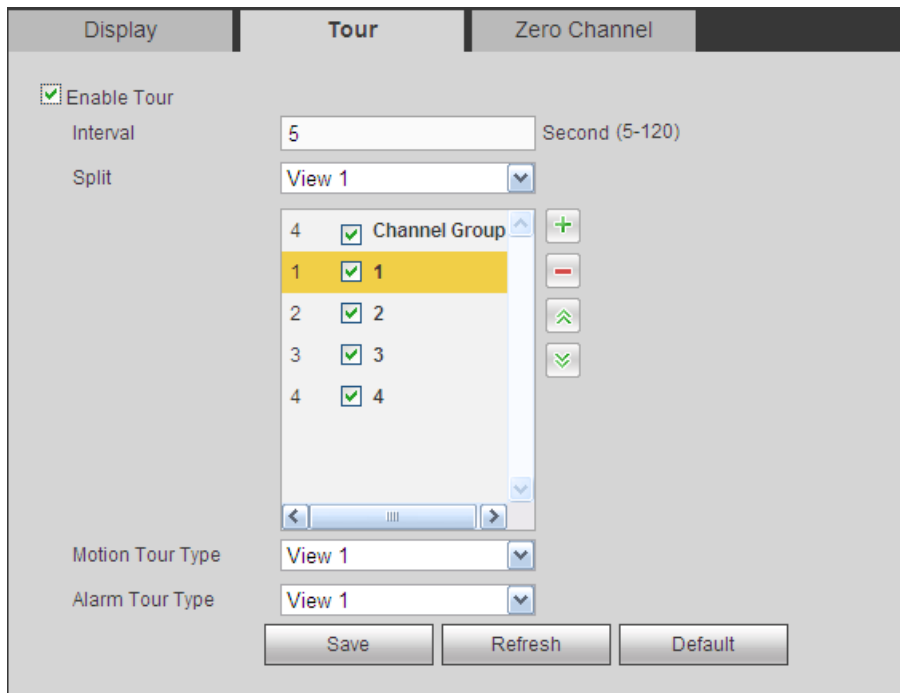 Display Tour Zero Channel
Enable Tour
Interval 5 Second (5-120)
Split View 1
4 Channel Group
1 1
2 2
3 3
4 4
Motion Tour Type View 1
Alarm Tour Type View 1
Save Refresh Default